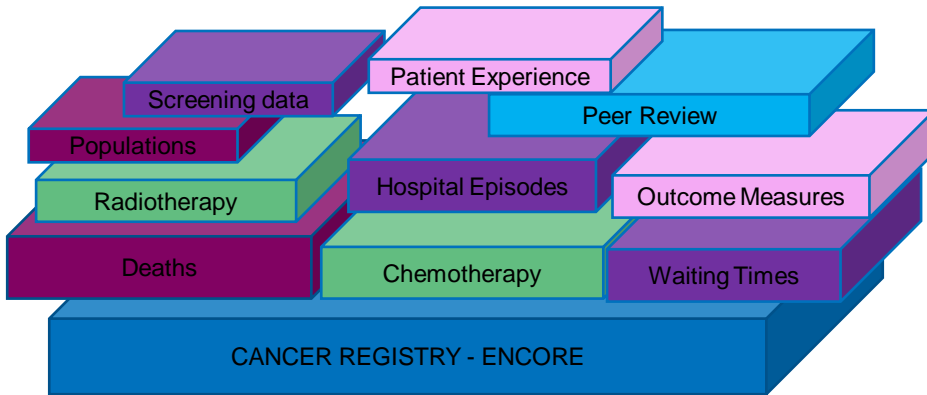 Patient Experience
Screening data
Peer Review
Populations
Hospital Episodes
Radiotherapy
Outcome Measures
Deaths
Chemotherapy
Waiting Times
CANCER REGISTRY - ENCORE